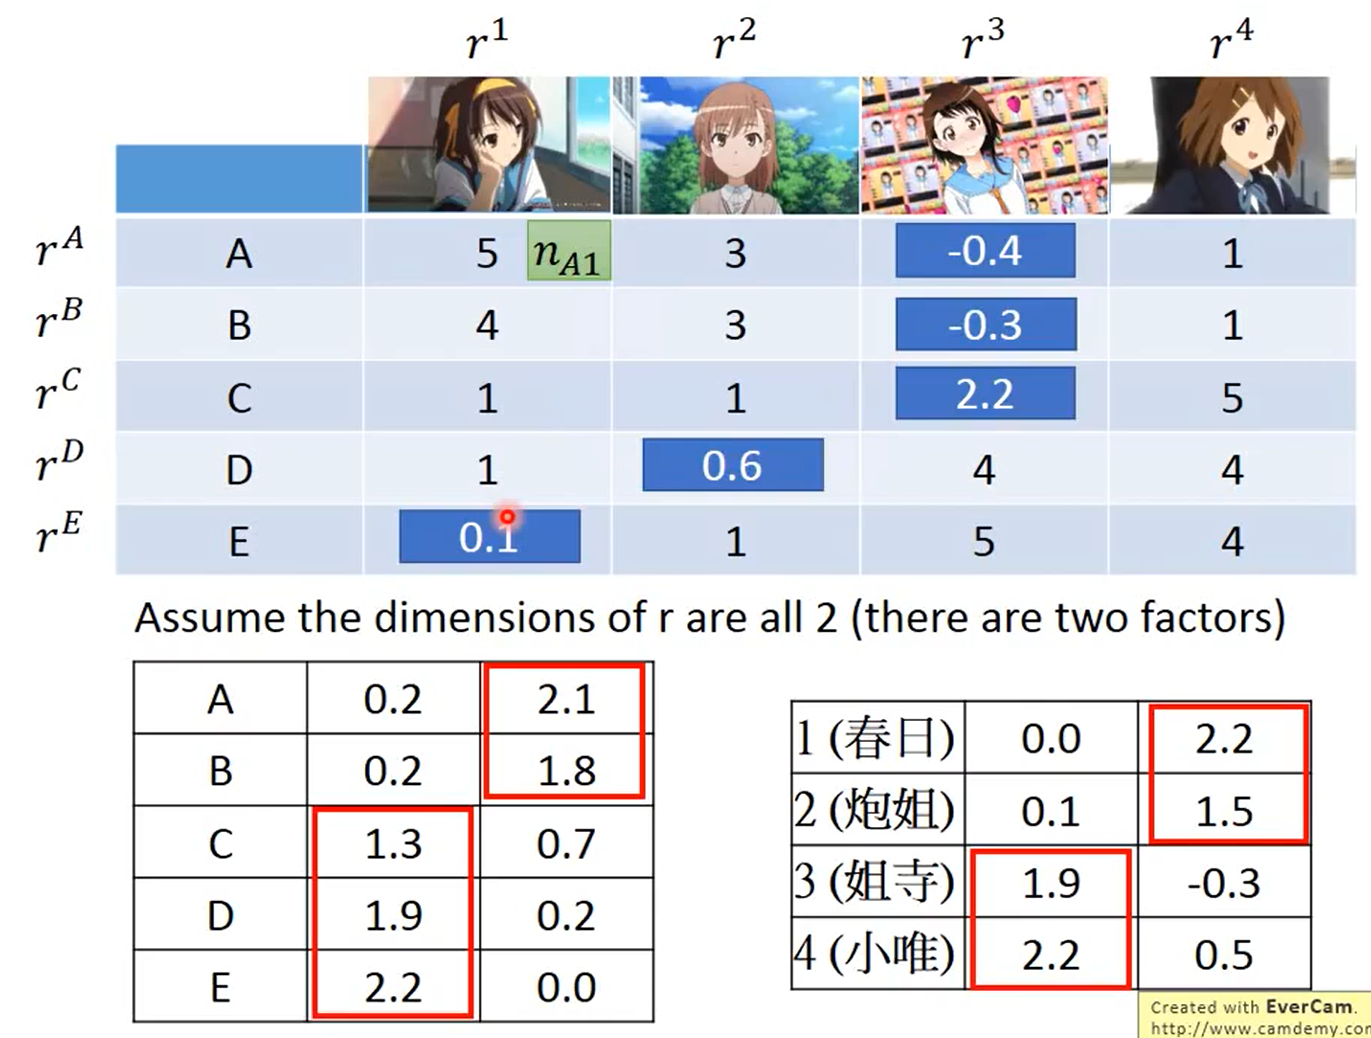 r^1 r^2 r^3 r^4
r^A A 5 n_{A1} 3 -0.4 1
r^B B 4 3 -0.3 1
r^C C 1 1 2.2 5
r^D D 1 0.6 4 4
r^E E 0.1 1 5 4
Assume the dimensions of r are all 2 (there are two factors)
A 0.2 2.1
B 0.2 1.8
C 1.3 0.7
D 1.9 0.2
E 2.2 0.0
1 (春日) 0.0 2.2
2 (炮姐) 0.1 1.5
3 (姐寺) 1.9 -0.3
4 (小唯) 2.2 0.5
Created with EverCam.
http://www.camdemy.com